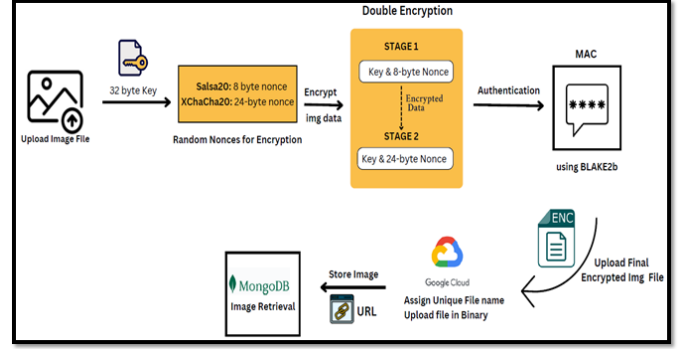 Double Encryption
Upload Image File
32 byte Key
Salsa20: 8 byte nonce
XChaCha20: 24-byte nonce
Random Nonces for Encryption
Encrypt
img data
STAGE 1
Key & 8-byte Nonce
Encrypted
Data
STAGE 2
Key & 24-byte Nonce
Authentication
MAC
****
using BLAKE2b
ENC
Upload Final
Encrypted Img File
Google Cloud
Assign Unique File name
Upload file in Binary
Store Image
URL
MongoDB
Image Retrieval